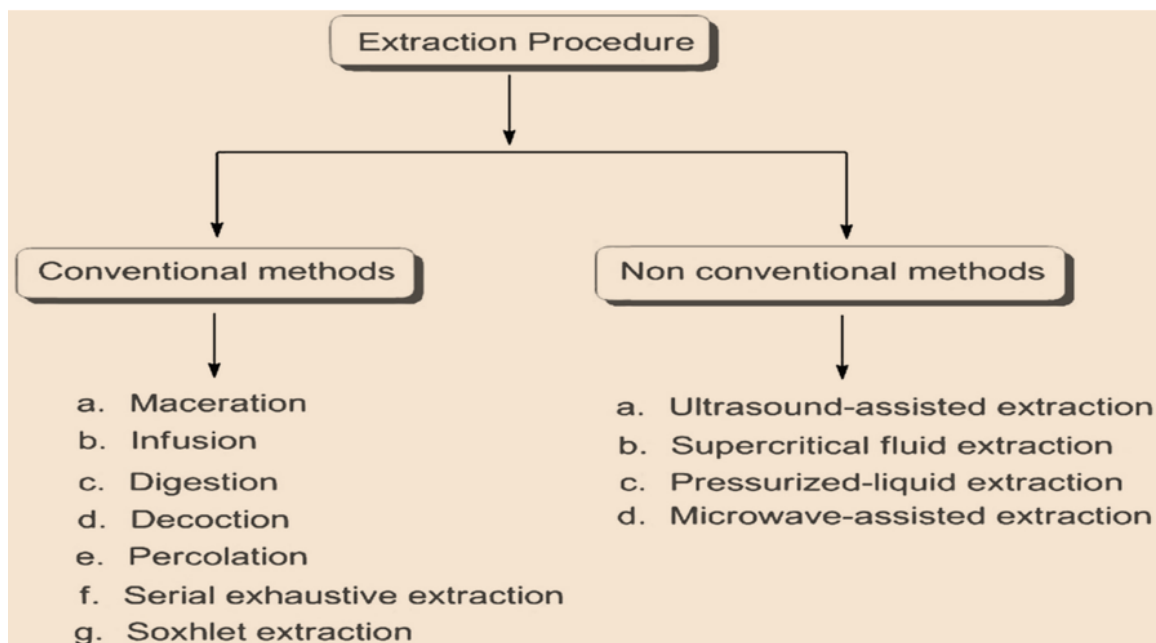 Extraction Procedure
Conventional methods
Non conventional methods
a. Maceration
b. Infusion
c. Digestion
d. Decoction
e. Percolation
f. Serial exhaustive extraction
g. Soxhlet extraction
a. Ultrasound-assisted extraction
b. Supercritical fluid extraction
c. Pressurized-liquid extraction
d. Microwave-assisted extraction